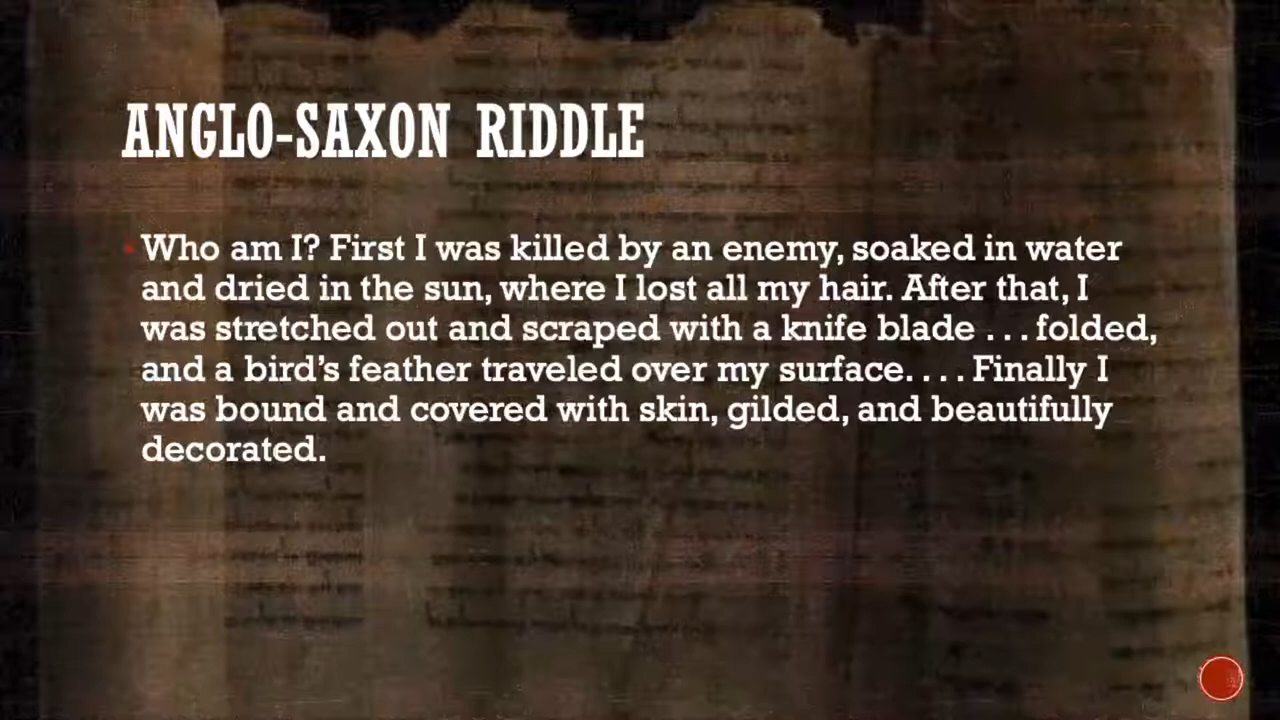 ANGLO-SAXON RIDDLE
Who am I? First I was killed by an enemy, soaked in water
and dried in the sun, where I lost all my hair. After that, I
was stretched out and scraped with a knife blade . . . folded,
and a bird’s feather traveled over my surface. . . . Finally I
was bound and covered with skin, gilded, and beautifully
decorated.